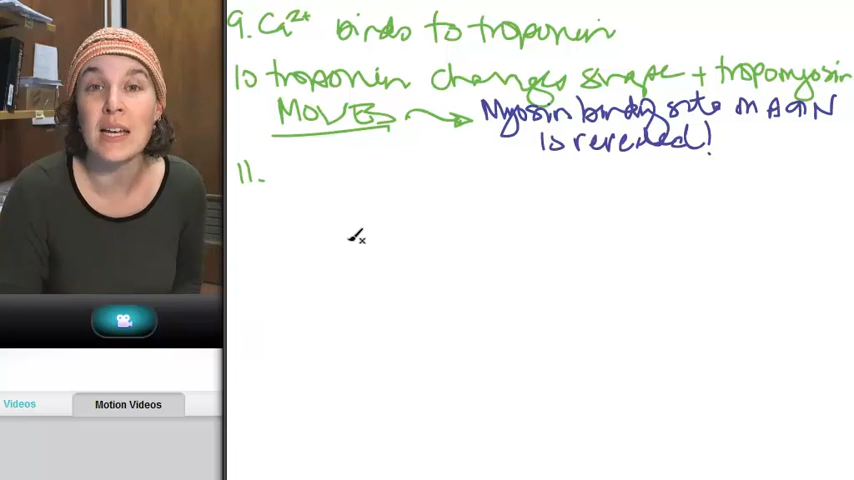 9. Ca²⁺ binds to troponin
10 troponin changes shape + tropomyosin
MOVES → Myosin binding site on ACTIN
is revealed!
11.
Videos
Motion Videos